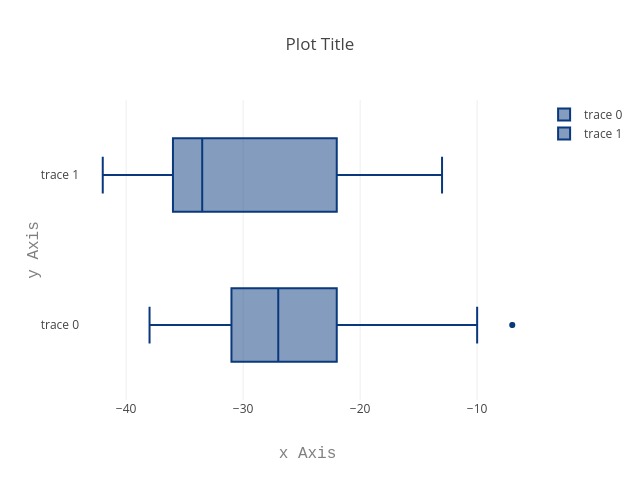 Plot Title
trace 0
trace 1
trace 1
trace 0
y Axis
−40
−30
−20
−10
x Axis